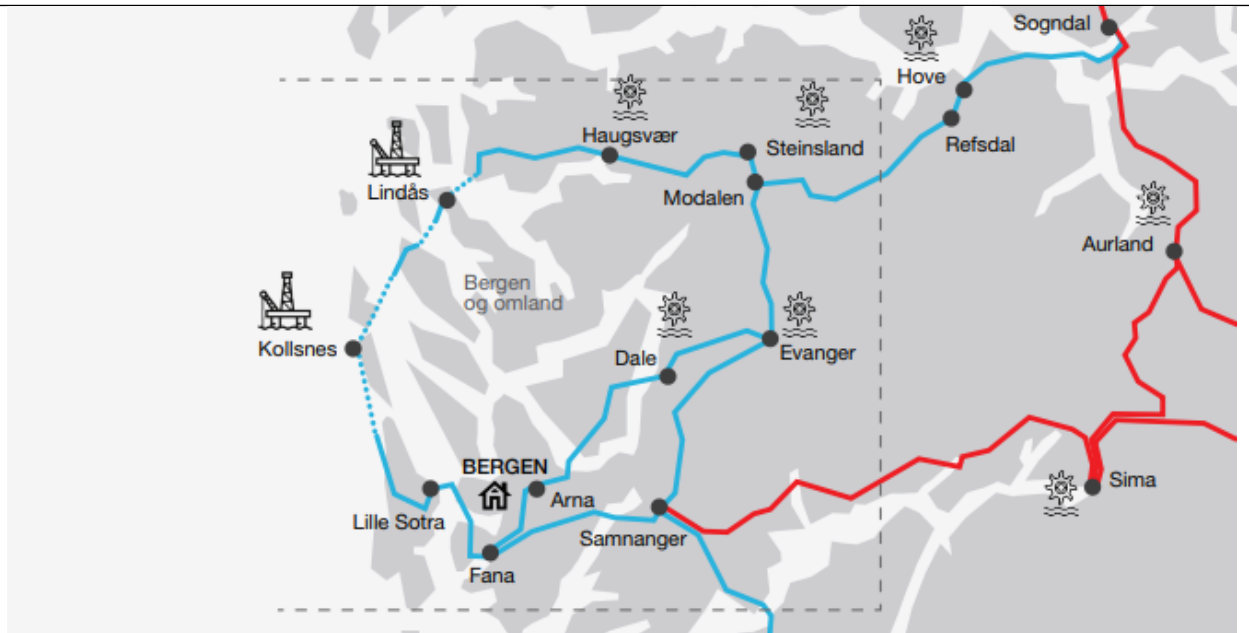 Sogndal
Hove
Haugsvær
Steinsland
Refsdal
Lindås
Modalen
Aurland
Bergen
og omland
Kollsnes
Dale
Evanger
BERGEN
Arna
Sima
Lille Sotra
Samnanger
Fana